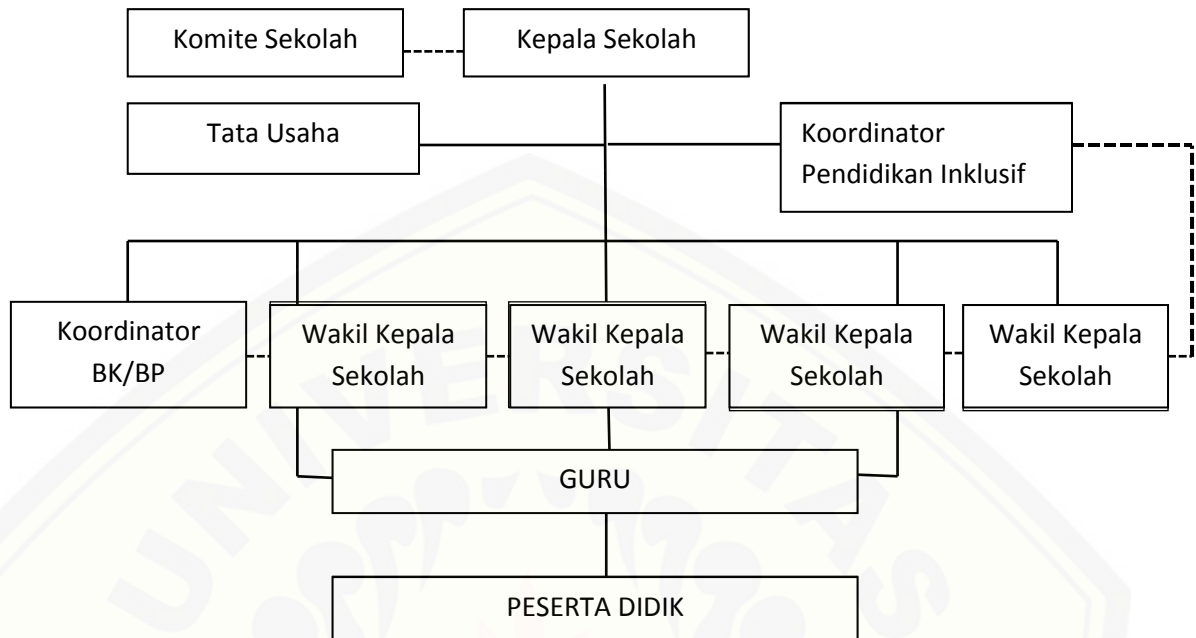 Komite Sekolah
Kepala Sekolah
Tata Usaha
Koordinator
Pendidikan Inklusif
Koordinator
BK/BP
Wakil Kepala
Sekolah
Wakil Kepala
Sekolah
Wakil Kepala
Sekolah
Wakil Kepala
Sekolah
GURU
PESERTA DIDIK
UNIVERSITAS